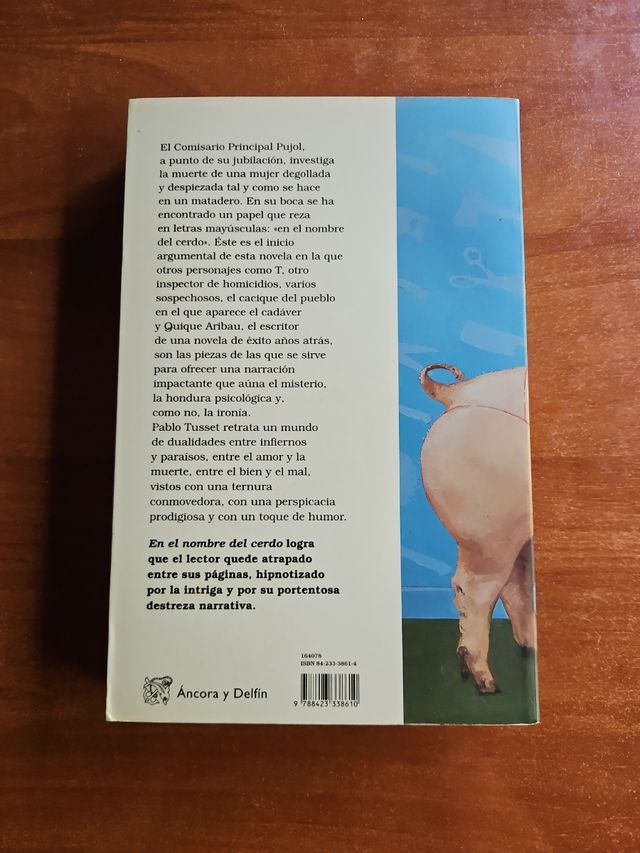 El Comisario Principal Pujol,
a punto de su jubilación, investiga
la muerte de una mujer degollada
y despiezada tal y como se hace
en un matadero. En su boca se ha
encontrado un papel que reza
en letras mayúsculas: «en el nombre
del cerdo». Éste es el inicio
argumental de esta novela en la que
otros personajes como T, otro
inspector de homicidios, varios
sospechosos, el cacique del pueblo
en el que aparece el cadáver
y Quique Aribau, el escritor
de una novela de éxito años atrás,
son las piezas de las que se sirve
para ofrecer una narración
impactante que aúna el misterio,
la hondura psicológica y,
como no, la ironía.
Pablo Tusset retrata un mundo
de dualidades entre infiernos
y paraísos, entre el amor y la
muerte, entre el bien y el mal,
vistos con una ternura
conmovedora, con una perspicacia
prodigiosa y con un toque de humor.
En el nombre del cerdo logra
que el lector quede atrapado
entre sus páginas, hipnotizado
por la intriga y por su portentosa
destreza narrativa.
164078
ISBN 84-233-3861-4
Áncora y Delfín
9 788423 338610